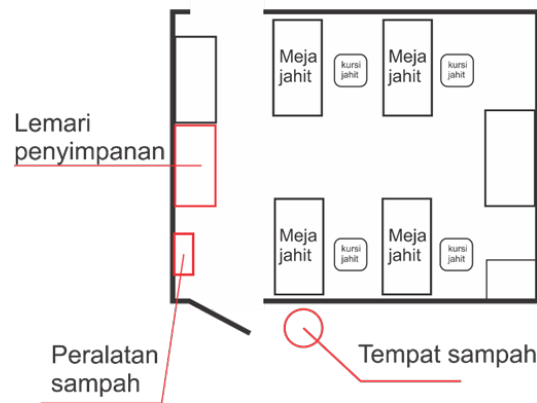 Meja
jahit
kursi
jahit
Meja
jahit
kursi
jahit
Lemari
penyimpanan
Meja
jahit
kursi
jahit
Meja
jahit
kursi
jahit
Peralatan
sampah
Tempat sampah